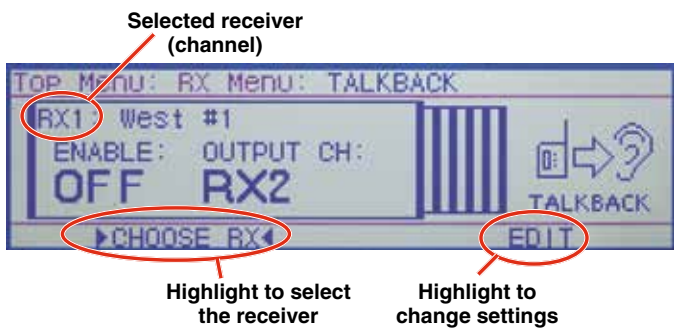 Selected receiver
(channel)
Top Menu: RX Menu: TALKBACK
RX1: West #1
ENABLE: OUTPUT CH:
OFF RX2
TALKBACK
CHOOSE RX
EDIT
Highlight to select
the receiver
Highlight to
change settings